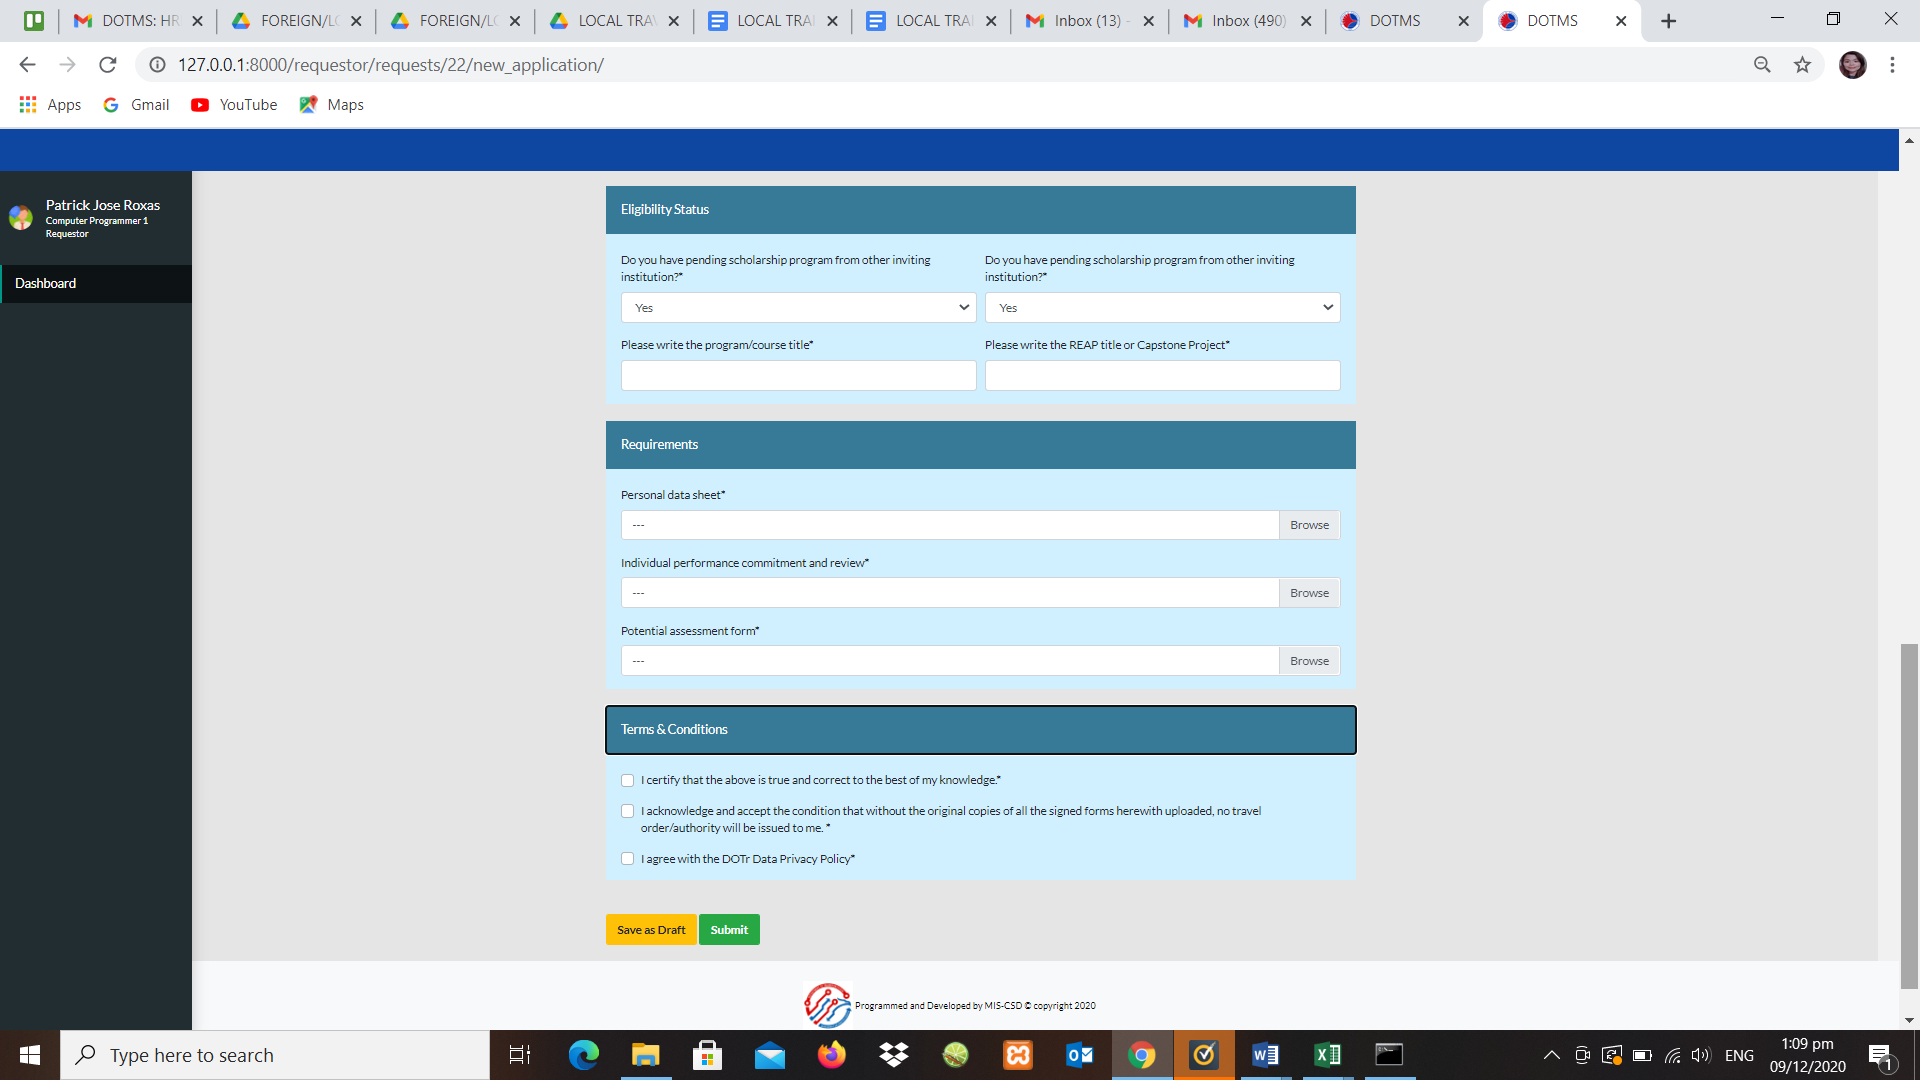 DOTMS: HR
FOREIGN/LO
FOREIGN/LO
LOCAL TRAV
LOCAL TRAI
LOCAL TRAI
Inbox (13) -
Inbox (490)
DOTMS
DOTMS
127.0.0.1:8000/requestor/requests/22/new_application/
Apps
Gmail
YouTube
Maps
Patrick Jose Roxas
Computer Programmer 1
Requestor
Dashboard
Eligibility Status
Do you have pending scholarship program from other inviting
institution?*
Yes
Do you have pending scholarship program from other inviting
institution?*
Yes
Please write the program/course title*
Please write the REAP title or Capstone Project*
Requirements
Personal data sheet*
---
Browse
Individual performance commitment and review*
---
Browse
Potential assessment form*
---
Browse
Terms & Conditions
I certify that the above is true and correct to the best of my knowledge.*
I acknowledge and accept the condition that without the original copies of all the signed forms herewith uploaded, no travel
order/authority will be issued to me. *
I agree with the DOTr Data Privacy Policy*
Save as Draft
Submit
Programmed and Developed by MIS-CSD © copyright 2020
Type here to search
ENG
1:09 pm
09/12/2020
1